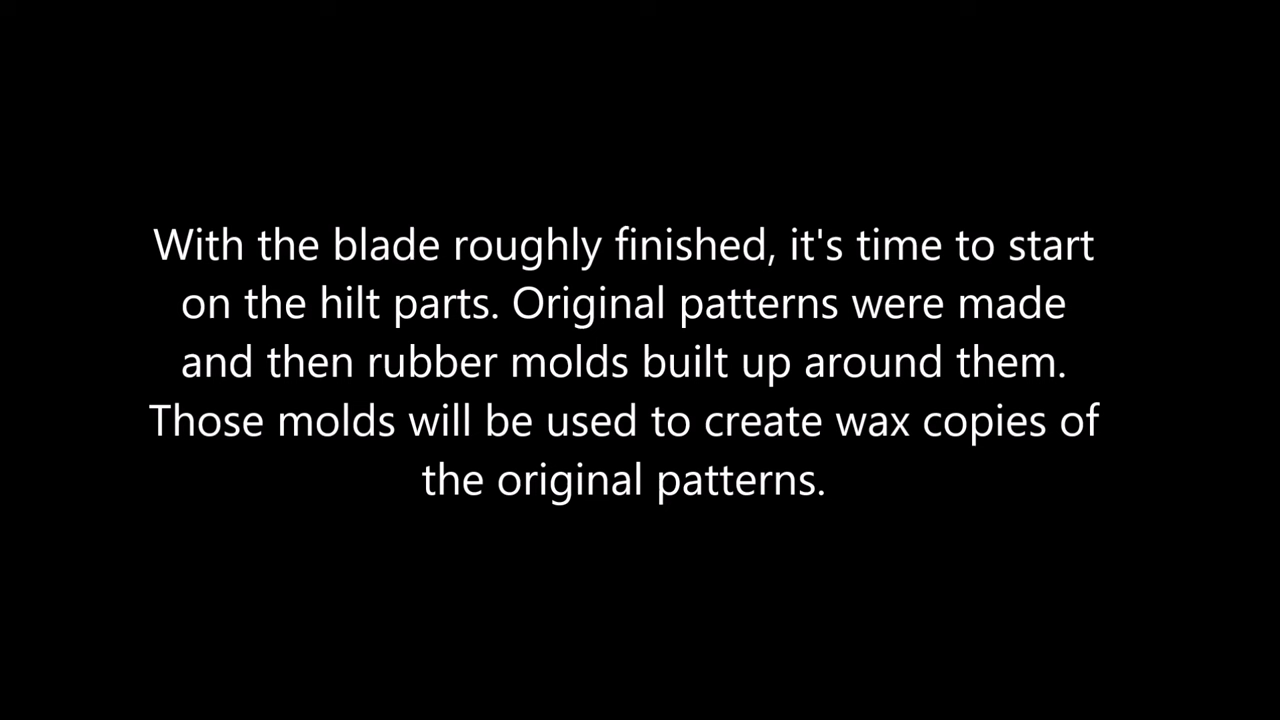 With the blade roughly finished, it's time to start
on the hilt parts. Original patterns were made
and then rubber molds built up around them.
Those molds will be used to create wax copies of
the original patterns.